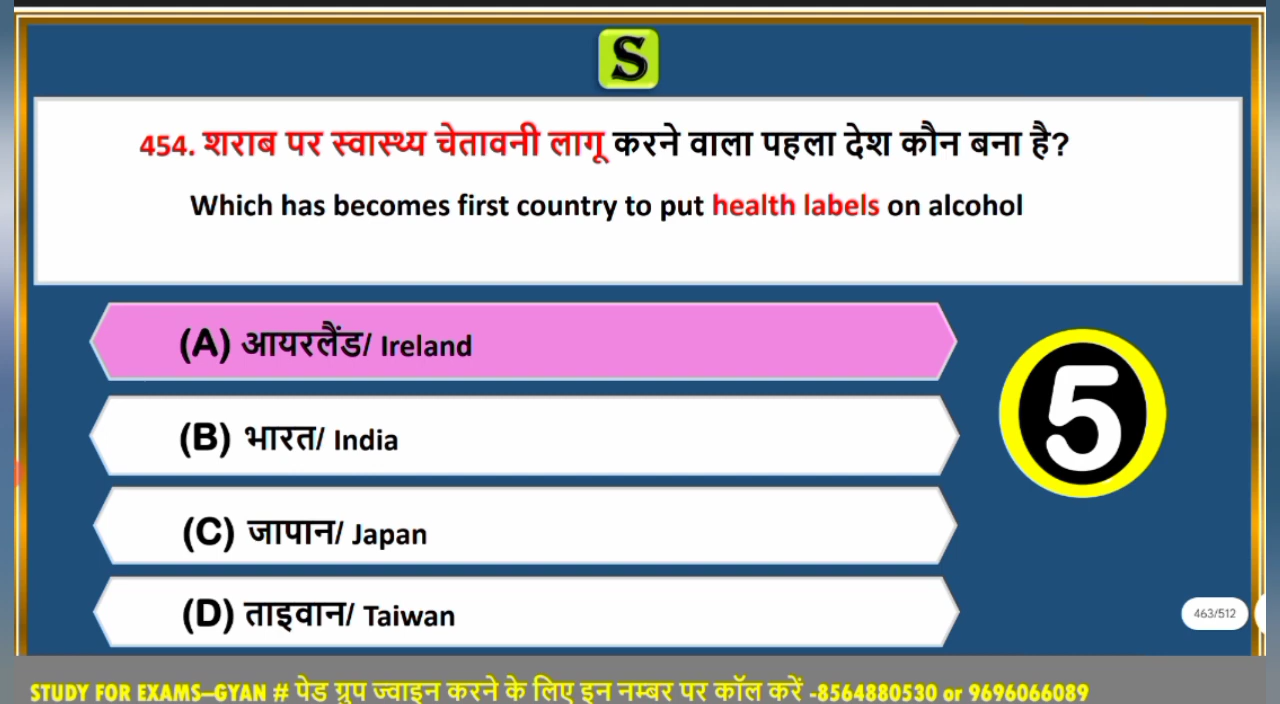 S
454. शराब पर स्वास्थ्य चेतावनी लागू करने वाला पहला देश कौन बना है?
Which has becomes first country to put health labels on alcohol
(A) आयरलैंड/ Ireland
(B) भारत/ India
(C) जापान/ Japan
(D) ताइवान/ Taiwan
5
463/512
STUDY FOR EXAMS–GYAN # पेड ग्रुप ज्वाइन करने के लिए इन नम्बर पर कॉल करें -8564880530 or 9696066089